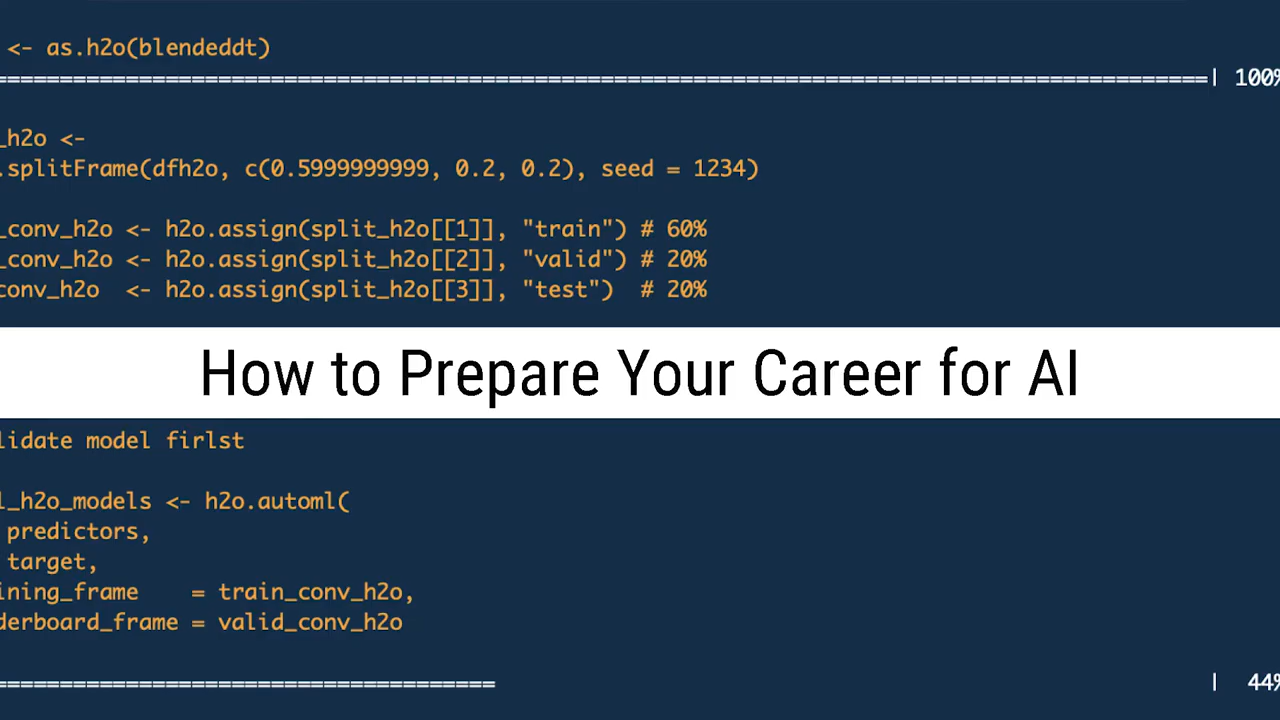 <- as.h2o(blendeddt)
==========================================================================================| 100%
_h2o <-
.splitFrame(dfh2o, c(0.5999999999, 0.2, 0.2), seed = 1234)
_conv_h2o <- h2o.assign(split_h2o[[1]], "train") # 60%
_conv_h2o <- h2o.assign(split_h2o[[2]], "valid") # 20%
conv_h2o <- h2o.assign(split_h2o[[3]], "test") # 20%
How to Prepare Your Career for AI
lidate model firlst
l_h2o_models <- h2o.automl(
predictors,
target,
ining_frame = train_conv_h2o,
derboard_frame = valid_conv_h2o
===================================== | 44%